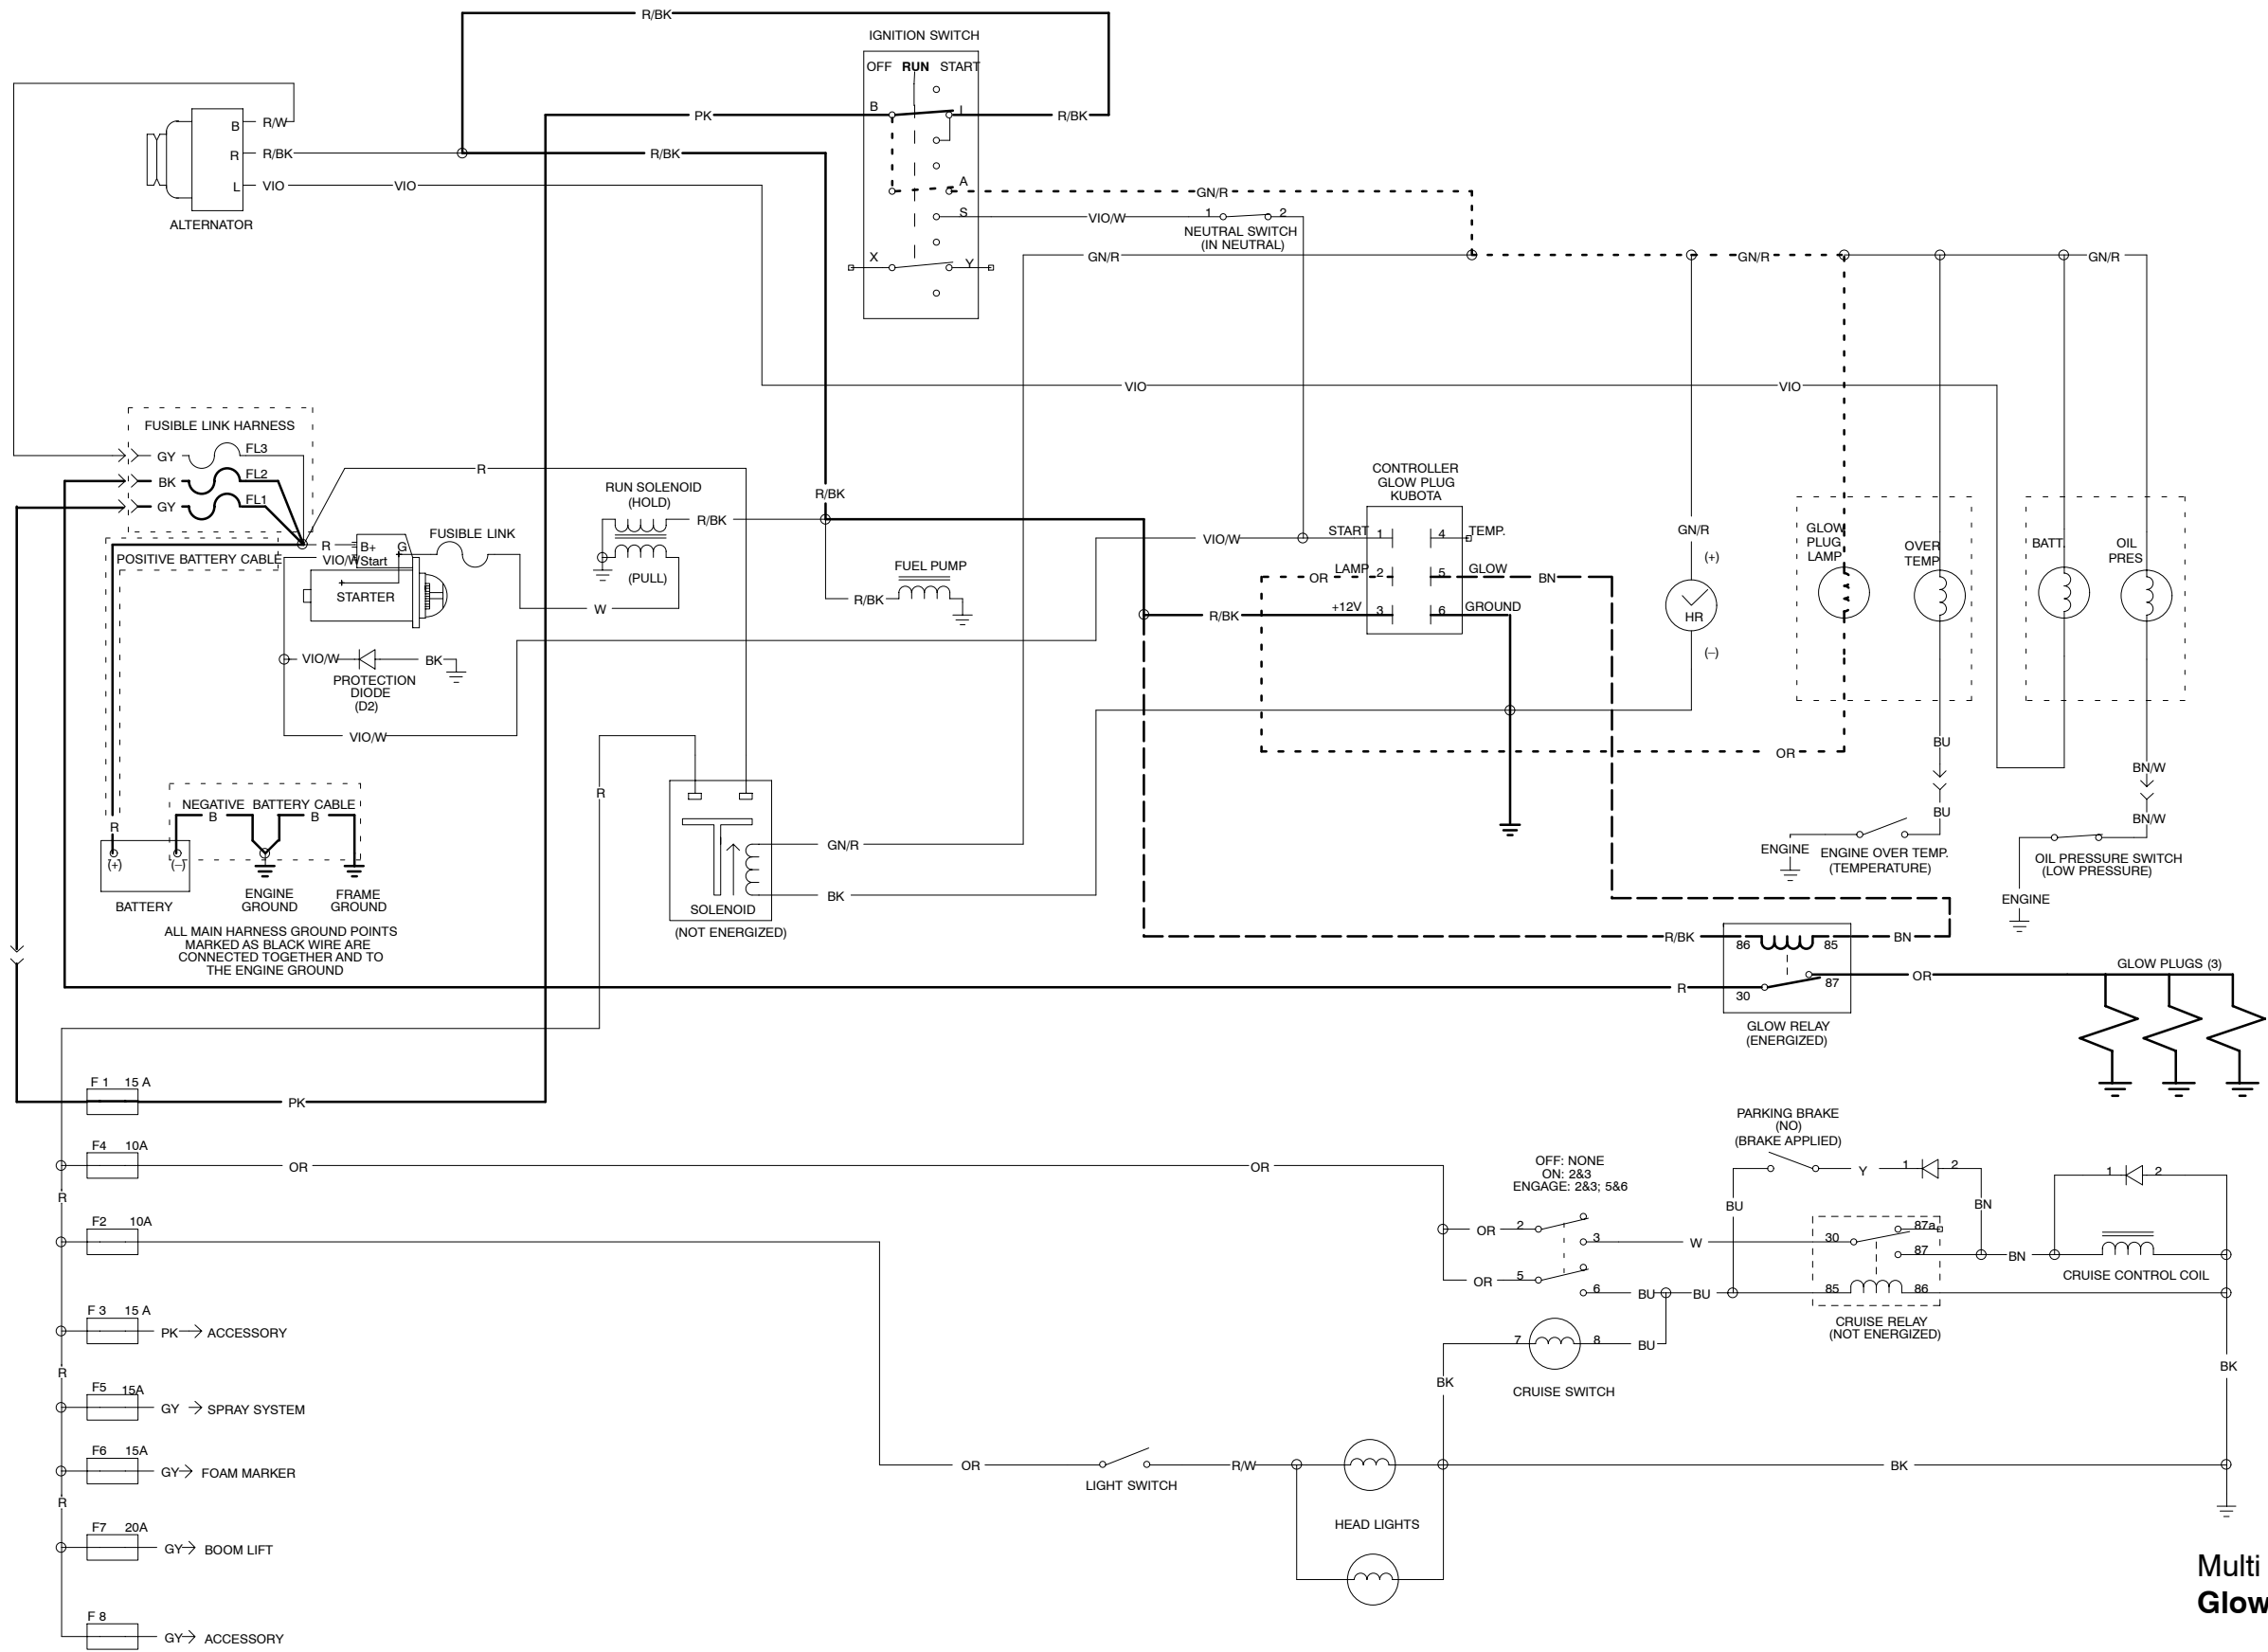 R/BK
IGNITION SWITCH
OFF RUN START
B
I
PK
R/BK
B R/W
R R/BK
R/BK
L VIO
VIO
ALTERNATOR
A
GN/R
S
VIO/W
1 2
NEUTRAL SWITCH
(IN NEUTRAL)
X Y
GN/R
GN/R
GN/R
VIO
VIO
FUSIBLE LINK HARNESS
GY FL3
BK FL2
GY FL1
R
POSITIVE BATTERY CABLE
R
VIO/W
B+ G
Start
STARTER
FUSIBLE LINK
RUN SOLENOID
(HOLD)
R/BK
(PULL)
W
R/BK
FUEL PUMP
R/BK
VIO/W
BK
PROTECTION
DIODE
(D2)
VIO/W
CONTROLLER
GLOW PLUG
KUBOTA
VIO/W
START 1 4 TEMP.
OR
LAMP 2 5 GLOW
BN
R/BK
+12V 3 6 GROUND
GN/R
(+)
HR
(–)
GLOW
PLUG
LAMP
OVER
TEMP
BATT.
OIL
PRES
OR
BU
BU
BN/W
BN/W
ENGINE
ENGINE OVER TEMP.
(TEMPERATURE)
OIL PRESSURE SWITCH
(LOW PRESSURE)
ENGINE
R
NEGATIVE BATTERY CABLE
B B
R
(+) (–)
BATTERY
ENGINE
GROUND
FRAME
GROUND
ALL MAIN HARNESS GROUND POINTS
MARKED AS BLACK WIRE ARE
CONNECTED TOGETHER AND TO
THE ENGINE GROUND
GN/R
BK
SOLENOID
(NOT ENERGIZED)
R/BK
86 85
BN
R
30 87
OR
GLOW PLUGS (3)
GLOW RELAY
(ENERGIZED)
F 1 15 A
PK
F4 10A
OR
OR
R
F2 10A
F 3 15 A
PK ACCESSORY
R
F5 15A
GY SPRAY SYSTEM
F6 15A
GY FOAM MARKER
R
F7 20A
GY BOOM LIFT
F 8
GY ACCESSORY
OFF: NONE
ON: 2&3
ENGAGE: 2&3; 5&6
OR 2
3 W
OR 5
6 BU BU
7 8 BU
CRUISE SWITCH
BK
PARKING BRAKE
(NO)
(BRAKE APPLIED)
Y 1 2
BU
BN
1 2
30 87a
87
BN
85 86
CRUISE CONTROL COIL
CRUISE RELAY
(NOT ENERGIZED)
BK
OR
LIGHT SWITCH
R/W
BK
HEAD LIGHTS
Multi
Glow